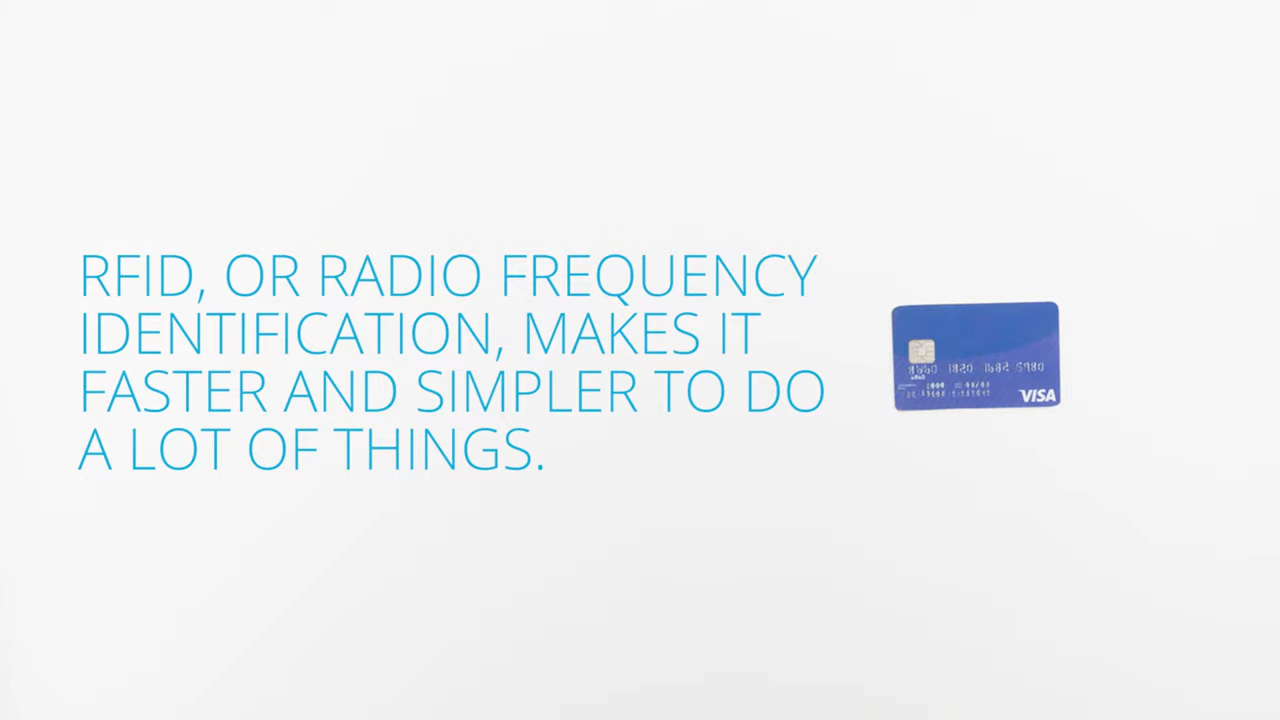 RFID, OR RADIO FREQUENCY
IDENTIFICATION, MAKES IT
FASTER AND SIMPLER TO DO
A LOT OF THINGS.
VISA